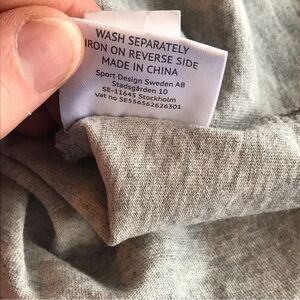 WASH SEPARATELY
IRON ON REVERSE SIDE
MADE IN CHINA
Sport Design Sweden AB
Stadsgården 10
SE-11645 Stockholm
Vat no SE556562626301